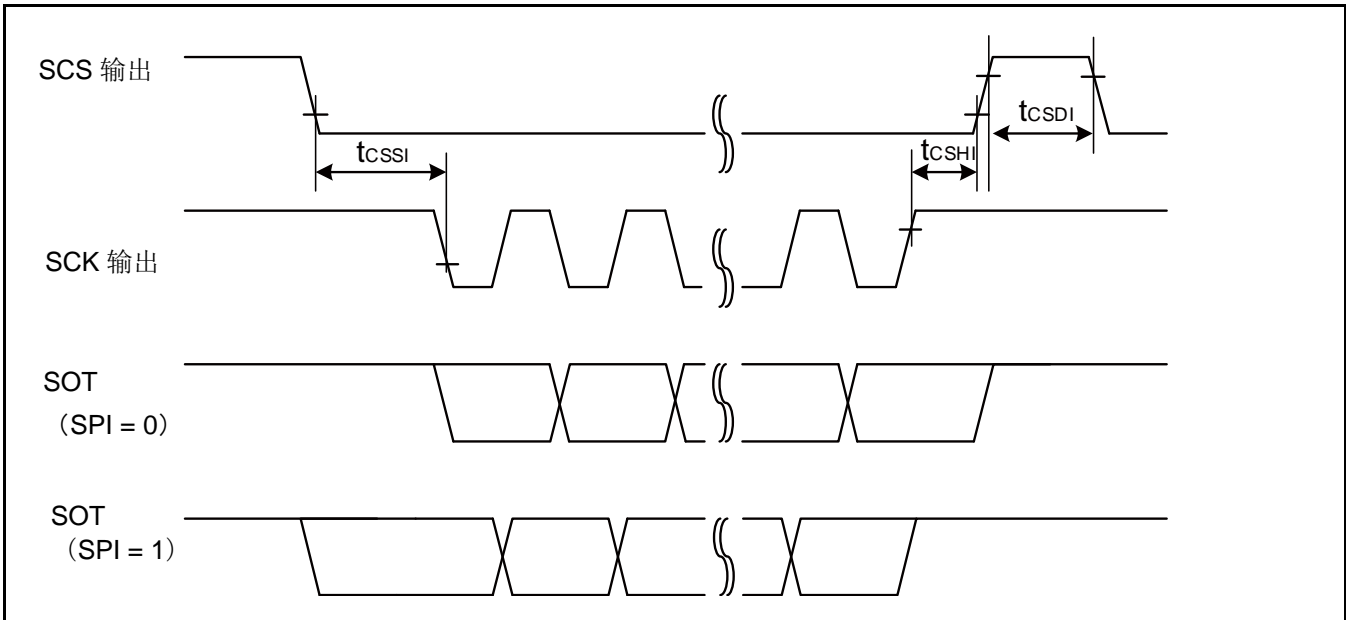 SCS 输出
tCSDI
tCSSI
tCSHI
SCK 输出
SOT
（SPI = 0）
SOT
（SPI = 1）